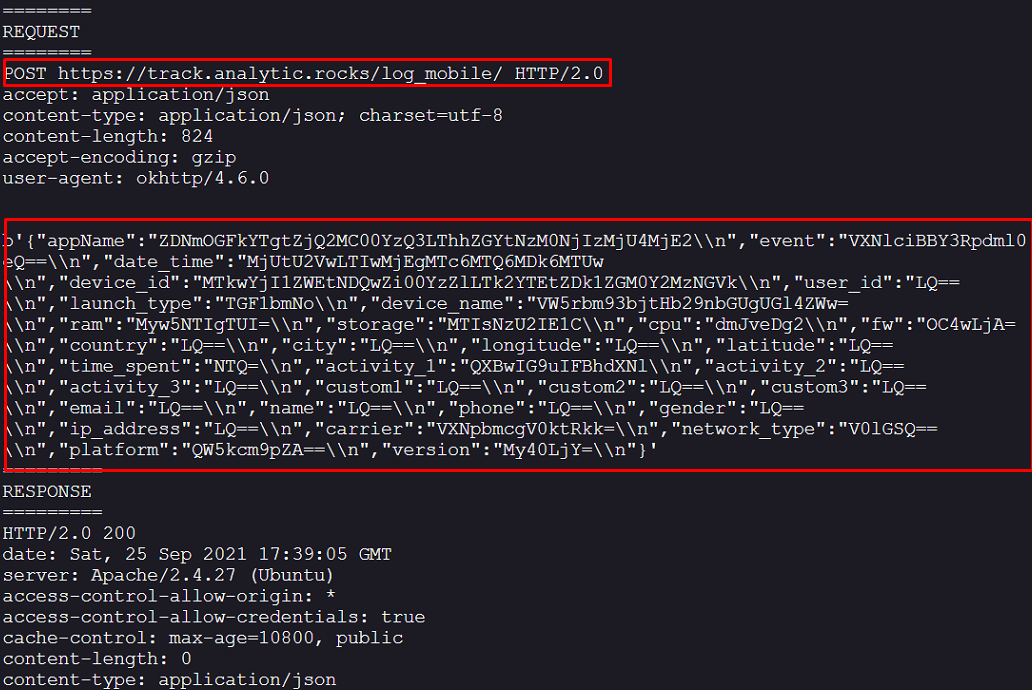 ========
REQUEST
========
POST https://track.analytic.rocks/log_mobile/ HTTP/2.0
accept: application/json
content-type: application/json; charset=utf-8
content-length: 824
accept-encoding: gzip
user-agent: okhttp/4.6.0
b'{"appName":"ZDNmOGFkYTgtZjQ2MC00YzQ3LThhZGYtNzM0NjIzMjU4MjE2\\n","event":"VXNlciBBY3Rpdml0
eQ==\\n","date_time":"MjUtU2VwLTIwMjEgMTc6MTQ6MDk6MTUw
\\n","device_id":"MTkwYjI1ZWEtNDQwZi00YzZlLTk2YTEtZDk1ZGM0Y2MzNGVk\\n","user_id":"LQ==
\\n","launch_type":"TGF1bmNo\\n","device_name":"VW5rbm93bjtHb29nbGUgUGl4ZWw=
\\n","ram":"Myw5NTIgTUI=\\n","storage":"MTIsNzU2IE1C\\n","cpu":"dmJveDg2\\n","fw":"OC4wLjA=
\\n","country":"LQ==\\n","city":"LQ==\\n","longitude":"LQ==\\n","latitude":"LQ==
\\n","time_spent":"NTQ=\\n","activity_1":"QXBwIG9uIFBhdXNl\\n","activity_2":"LQ==
\\n","activity_3":"LQ==\\n","custom1":"LQ==\\n","custom2":"LQ==\\n","custom3":"LQ==
\\n","email":"LQ==\\n","name":"LQ==\\n","phone":"LQ==\\n","gender":"LQ==
\\n","ip_address":"LQ==\\n","carrier":"VXNpbmcgV0ktRkk=\\n","network_type":"V0lGSQ==
\\n","platform":"QW5kcm9pZA==\\n","version":"My40LjY=\\n"}'
=========
RESPONSE
=========
HTTP/2.0 200
date: Sat, 25 Sep 2021 17:39:05 GMT
server: Apache/2.4.27 (Ubuntu)
access-control-allow-origin: *
access-control-allow-credentials: true
cache-control: max-age=10800, public
content-length: 0
content-type: application/json